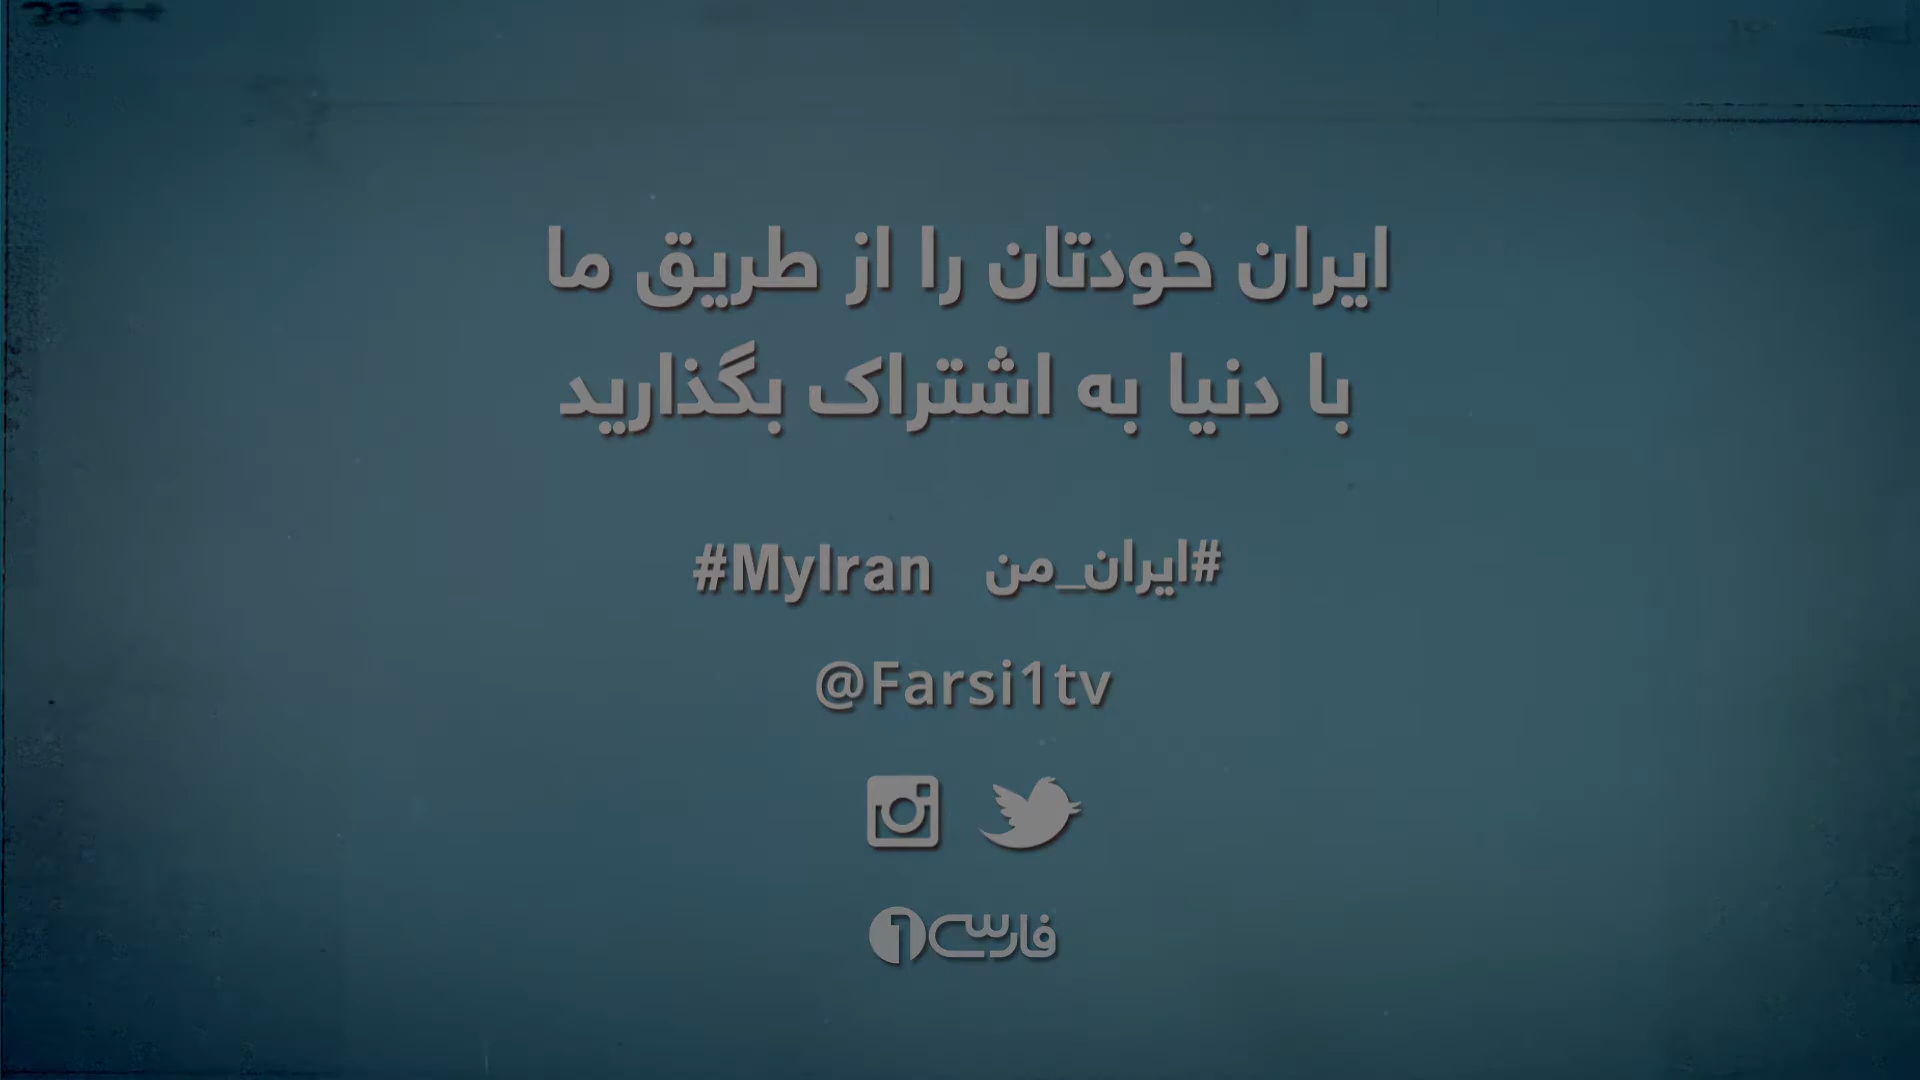 ایران خودتان را از طریق ما
با دنیا به اشتراک بگذارید
#ایران_من #MyIran
@Farsi1tv
فارسی1